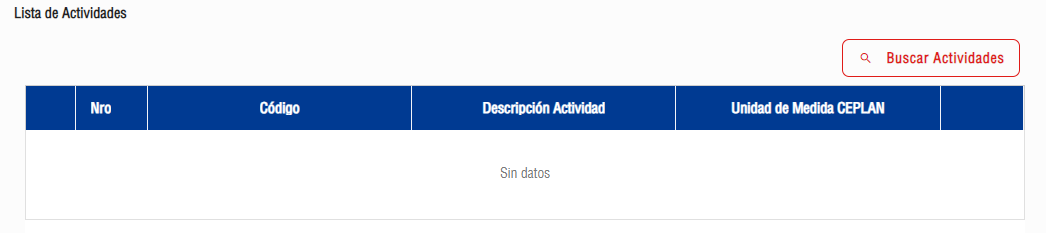 Lista de Actividades
Buscar Actividades
Nro Código Descripción Actividad Unidad de Medida CEPLAN
Sin datos